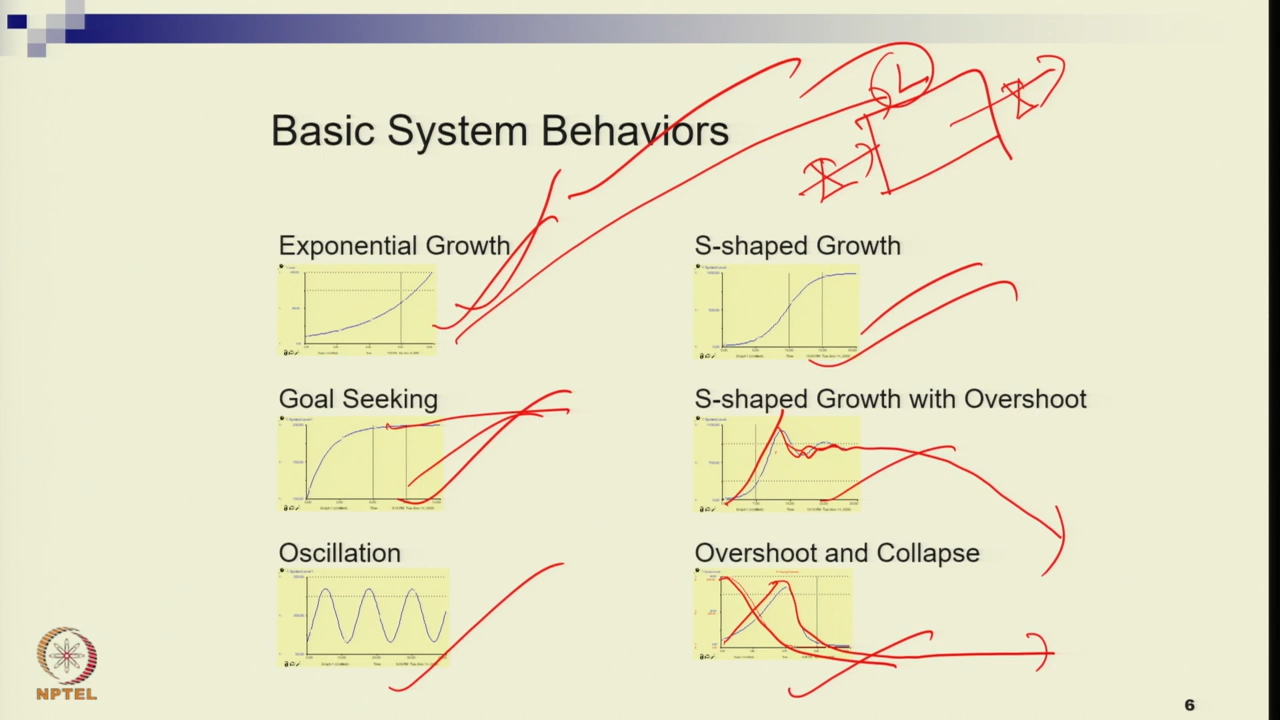 Basic System Behaviors
Exponential Growth
S-shaped Growth
Goal Seeking
S-shaped Growth with Overshoot
Oscillation
Overshoot and Collapse
L
NPTEL
6